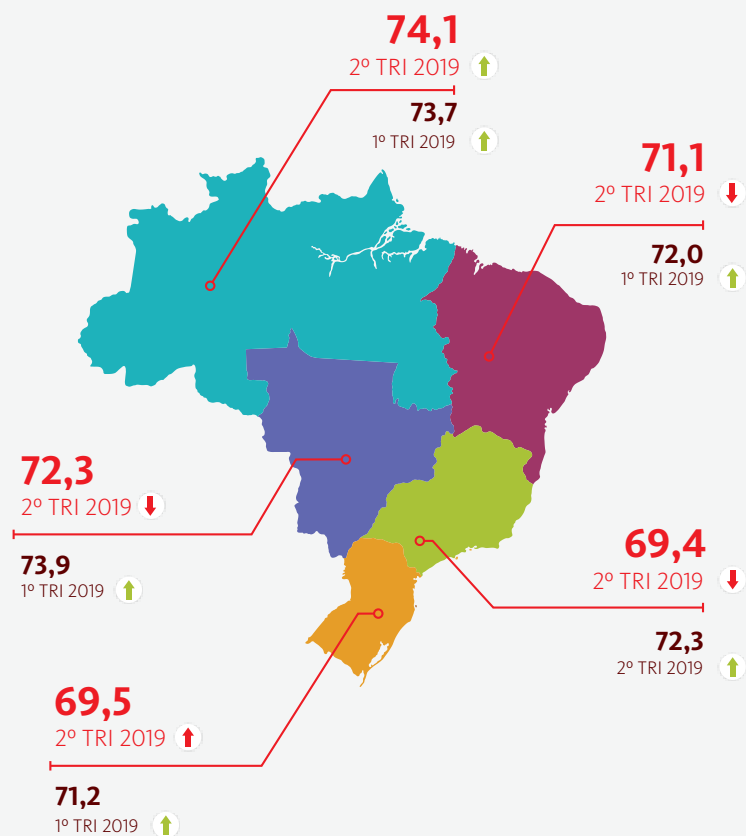 74,1
2º TRI 2019
73,7
1º TRI 2019
71,1
2º TRI 2019
72,0
1º TRI 2019
72,3
2º TRI 2019
73,9
1º TRI 2019
69,4
2º TRI 2019
72,3
2º TRI 2019
69,5
2º TRI 2019
71,2
1º TRI 2019